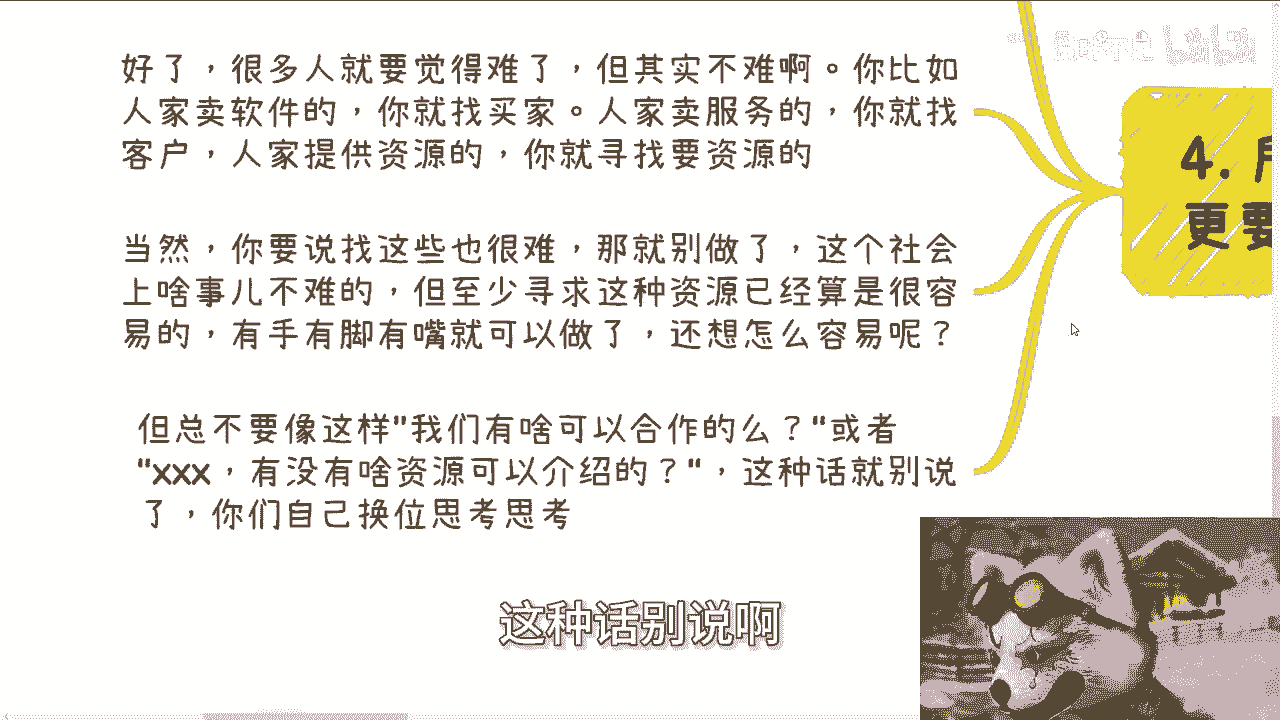 好了，很多人就要觉得难了，但其实不难啊。你比如
人家卖软件的，你就找买家。人家卖服务的，你就找
客户，人家提供资源的，你就寻找要资源的
当然，你要说找这些也很难，那就别做了，这个社会
上啥事儿不难的，但至少寻求这种资源已经算是很容
易的，有手有脚有嘴就可以做了，还想怎么容易呢？
但总不要像这样"我们有啥可以合作的么？"或者
"xxx，有没有啥资源可以介绍的？"，这种话就别说
了，你们自己换位思考思考
4.
更要
这种话别说啊